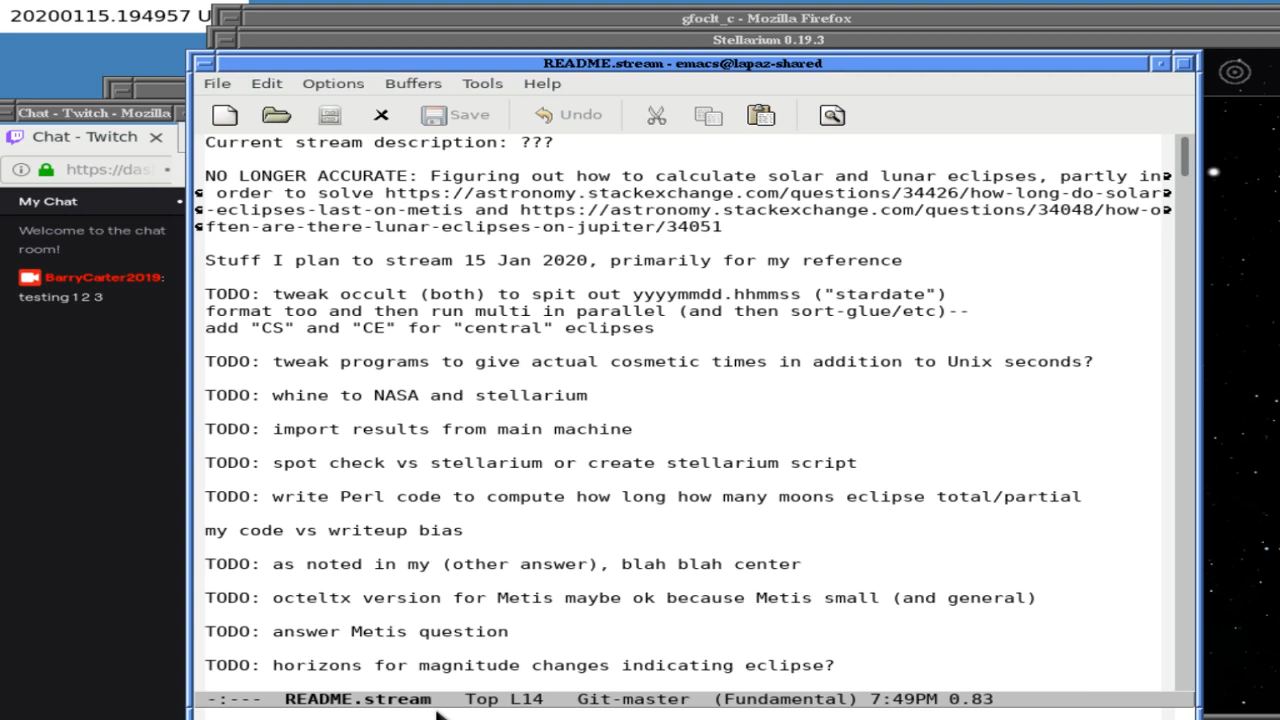 20200115.194957 U
gfoclt_c - Mozilla Firefox
Stellarium 0.19.3
README.stream - emacs@lapaz-shared
File Edit Options Buffers Tools Help
Save Undo
Chat - Twitch - Mozilla
Chat - Twitch
https://das
My Chat
Welcome to the chat
room!
BarryCarter2019:
testing 1 2 3
Current stream description: ???
NO LONGER ACCURATE: Figuring out how to calculate solar and lunar eclipses, partly in
order to solve https://astronomy.stackexchange.com/questions/34426/how-long-do-solar
-eclipses-last-on-metis and https://astronomy.stackexchange.com/questions/34048/how-o
ften-are-there-lunar-eclipses-on-jupiter/34051
Stuff I plan to stream 15 Jan 2020, primarily for my reference
TODO: tweak occult (both) to spit out yyyymmdd.hhmmss ("stardate")
format too and then run multi in parallel (and then sort-glue/etc)--
add "CS" and "CE" for "central" eclipses
TODO: tweak programs to give actual cosmetic times in addition to Unix seconds?
TODO: whine to NASA and stellarium
TODO: import results from main machine
TODO: spot check vs stellarium or create stellarium script
TODO: write Perl code to compute how long how many moons eclipse total/partial
my code vs writeup bias
TODO: as noted in my (other answer), blah blah center
TODO: octeltx version for Metis maybe ok because Metis small (and general)
TODO: answer Metis question
TODO: horizons for magnitude changes indicating eclipse?
-:--- README.stream Top L14 Git-master (Fundamental) 7:49PM 0.83